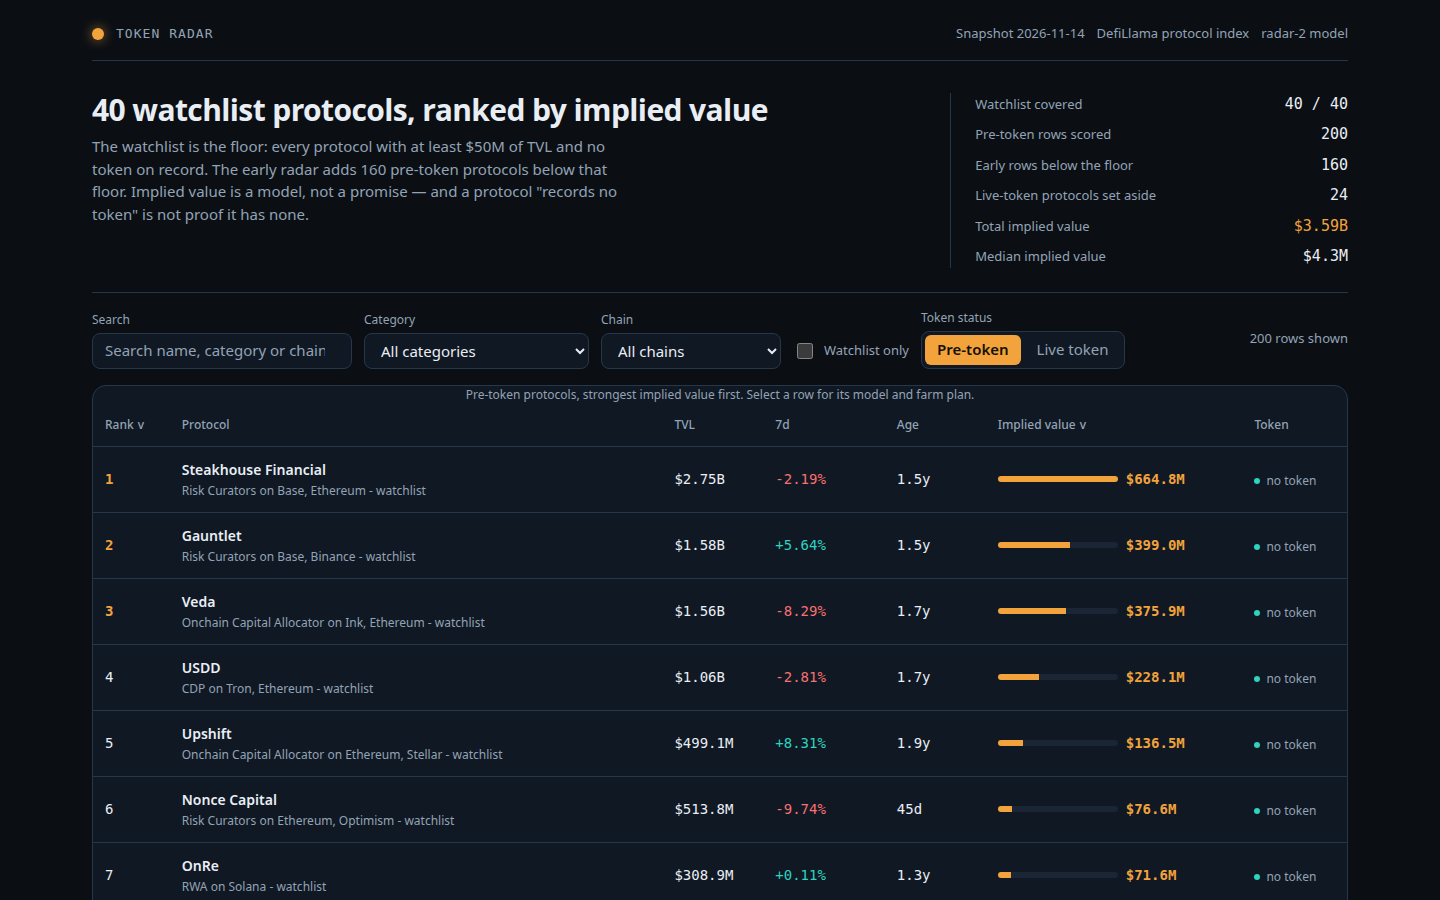 TOKEN RADAR
Snapshot 2026-11-14 DefiLlama protocol index radar-2 model
40 watchlist protocols, ranked by implied value
The watchlist is the floor: every protocol with at least $50M of TVL and no
token on record. The early radar adds 160 pre-token protocols below that
floor. Implied value is a model, not a promise — and a protocol "records no
token" is not proof it has none.
Watchlist covered 40 / 40
Pre-token rows scored 200
Early rows below the floor 160
Live-token protocols set aside 24
Total implied value $3.59B
Median implied value $4.3M
Search Category Chain Token status
Search name, category or chain All categories All chains Watchlist only Pre-token Live token 200 rows shown
Pre-token protocols, strongest implied value first. Select a row for its model and farm plan.
Rank v Protocol TVL 7d Age Implied value v Token
1 Steakhouse Financial $2.75B -2.19% 1.5y $664.8M no token
Risk Curators on Base, Ethereum - watchlist
2 Gauntlet $1.58B +5.64% 1.5y $399.0M no token
Risk Curators on Base, Binance - watchlist
3 Veda $1.56B -8.29% 1.7y $375.9M no token
Onchain Capital Allocator on Ink, Ethereum - watchlist
4 USDD $1.06B -2.81% 1.7y $228.1M no token
CDP on Tron, Ethereum - watchlist
5 Upshift $499.1M +8.31% 1.9y $136.5M no token
Onchain Capital Allocator on Ethereum, Stellar - watchlist
6 Nonce Capital $513.8M -9.74% 45d $76.6M no token
Risk Curators on Ethereum, Optimism - watchlist
7 OnRe $308.9M +0.11% 1.3y $71.6M no token
RWA on Solana - watchlist